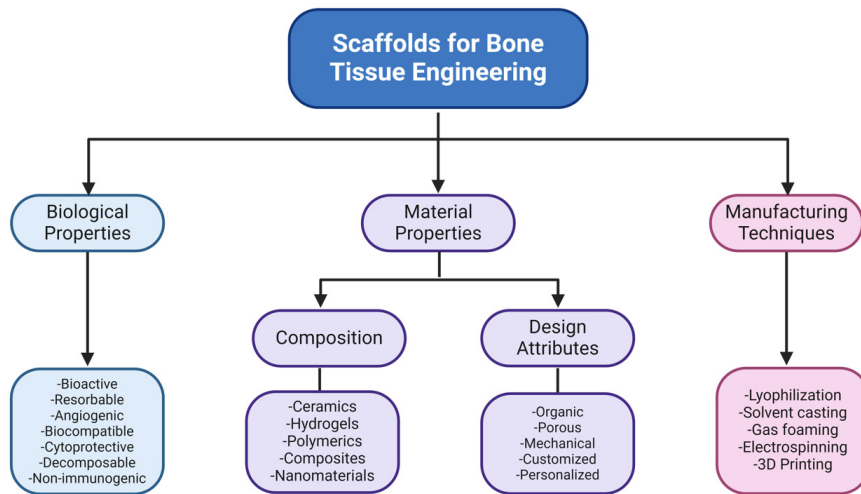 Scaffolds for Bone
Tissue Engineering
Biological
Properties
Material
Properties
Manufacturing
Techniques
Composition
Design
Attributes
-Bioactive
-Resorbable
-Angiogenic
-Biocompatible
-Cytoprotective
-Decomposable
-Non-immunogenic
-Ceramics
-Hydrogels
-Polymerics
-Composites
-Nanomaterials
-Organic
-Porous
-Mechanical
-Customized
-Personalized
-Lyophilization
-Solvent casting
-Gas foaming
-Electrospinning
-3D Printing